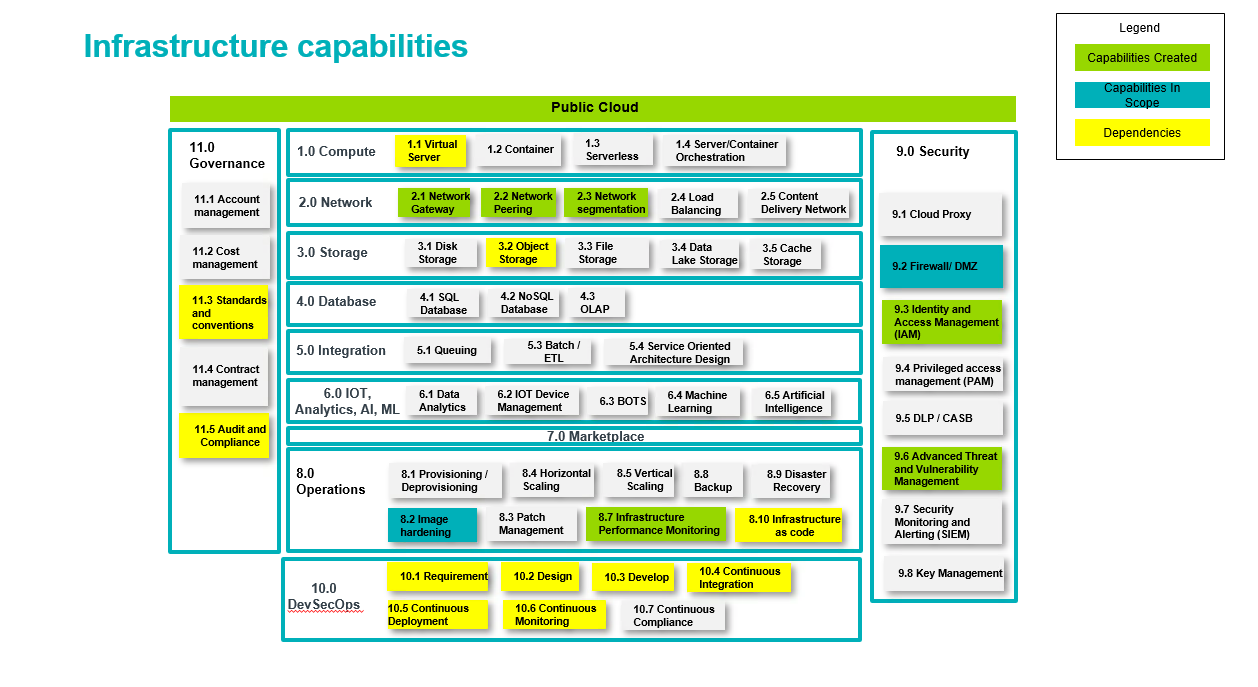 Infrastructure capabilities
Legend
Capabilities Created
Capabilities In
Scope
Dependencies
Public Cloud
11.0
Governance
11.1 Account
management
11.2 Cost
management
11.3 Standards
and
conventions
11.4 Contract
management
11.5 Audit and
Compliance
1.0 Compute
1.1 Virtual
Server
1.2 Container
1.3
Serverless
1.4 Server/Container
Orchestration
2.0 Network
2.1 Network
Gateway
2.2 Network
Peering
2.3 Network
segmentation
2.4 Load
Balancing
2.5 Content
Delivery Network
3.0 Storage
3.1 Disk
Storage
3.2 Object
Storage
3.3 File
Storage
3.4 Data
Lake Storage
3.5 Cache
Storage
4.0 Database
4.1 SQL
Database
4.2 NoSQL
Database
4.3
OLAP
5.0 Integration
5.1 Queuing
5.3 Batch /
ETL
5.4 Service Oriented
Architecture Design
6.0 IOT,
Analytics, AI, ML
6.1 Data
Analytics
6.2 IOT Device
Management
6.3 BOTS
6.4 Machine
Learning
6.5 Artificial
Intelligence
7.0 Marketplace
8.0
Operations
8.1 Provisioning /
Deprovisioning
8.4 Horizontal
Scaling
8.5 Vertical
Scaling
8.8
Backup
8.9 Disaster
Recovery
8.2 Image
hardening
8.3 Patch
Management
8.7 Infrastructure
Performance Monitoring
8.10 Infrastructure
as code
10.0
DevSecOps
10.1 Requirement
10.2 Design
10.3 Develop
10.4 Continuous
Integration
10.5 Continuous
Deployment
10.6 Continuous
Monitoring
10.7 Continuous
Compliance
9.0 Security
9.1 Cloud Proxy
9.2 Firewall/ DMZ
9.3 Identity and
Access Management
(IAM)
9.4 Privileged access
management (PAM)
9.5 DLP / CASB
9.6 Advanced Threat
and Vulnerability
Management
9.7 Security
Monitoring and
Alerting (SIEM)
9.8 Key Management